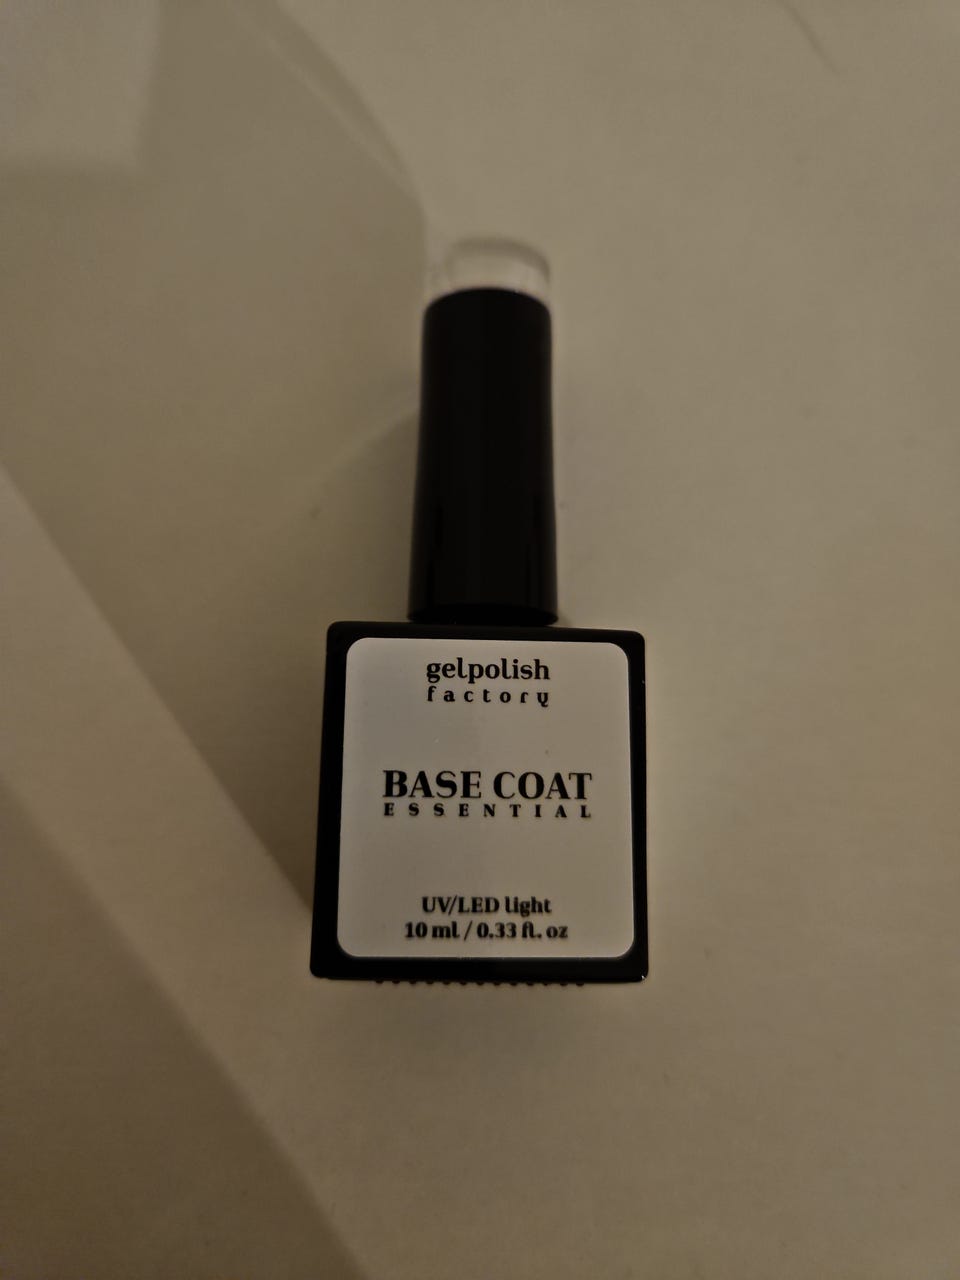 gelpolish
factory
BASE COAT
ESSENTIAL
UV/LED light
10 ml / 0.33 fl. oz